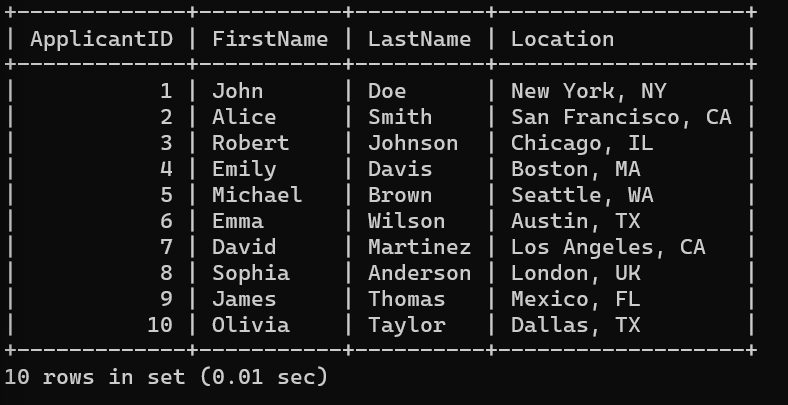 +-------------+-----------+----------+-------------------+
| ApplicantID | FirstName | LastName | Location          |
+-------------+-----------+----------+-------------------+
|           1 | John      | Doe      | New York, NY      |
|           2 | Alice     | Smith    | San Francisco, CA |
|           3 | Robert    | Johnson  | Chicago, IL       |
|           4 | Emily     | Davis    | Boston, MA        |
|           5 | Michael   | Brown    | Seattle, WA       |
|           6 | Emma      | Wilson   | Austin, TX        |
|           7 | David     | Martinez | Los Angeles, CA   |
|           8 | Sophia    | Anderson | London, UK        |
|           9 | James     | Thomas   | Mexico, FL        |
|          10 | Olivia    | Taylor   | Dallas, TX        |
+-------------+-----------+----------+-------------------+
10 rows in set (0.01 sec)